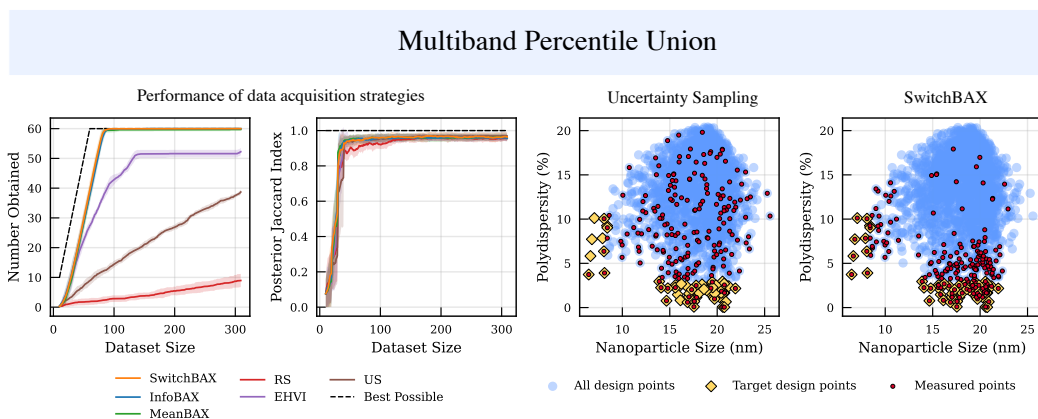 Multiband Percentile Union
Performance of data acquisition strategies
Uncertainty Sampling
SwitchBAX
Number Obtained
60
50
40
30
20
10
0
0
100
200
300
Dataset Size
Posterior Jaccard Index
1.0
0.8
0.6
0.4
0.2
0.0
0
100
200
300
Dataset Size
Polydispersity (%)
20
15
10
5
0
10
15
20
25
Nanoparticle Size (nm)
Polydispersity (%)
20
15
10
5
0
10
15
20
25
Nanoparticle Size (nm)
SwitchBAX
InfoBAX
MeanBAX
RS
EHVI
US
Best Possible
All design points
Target design points
Measured points